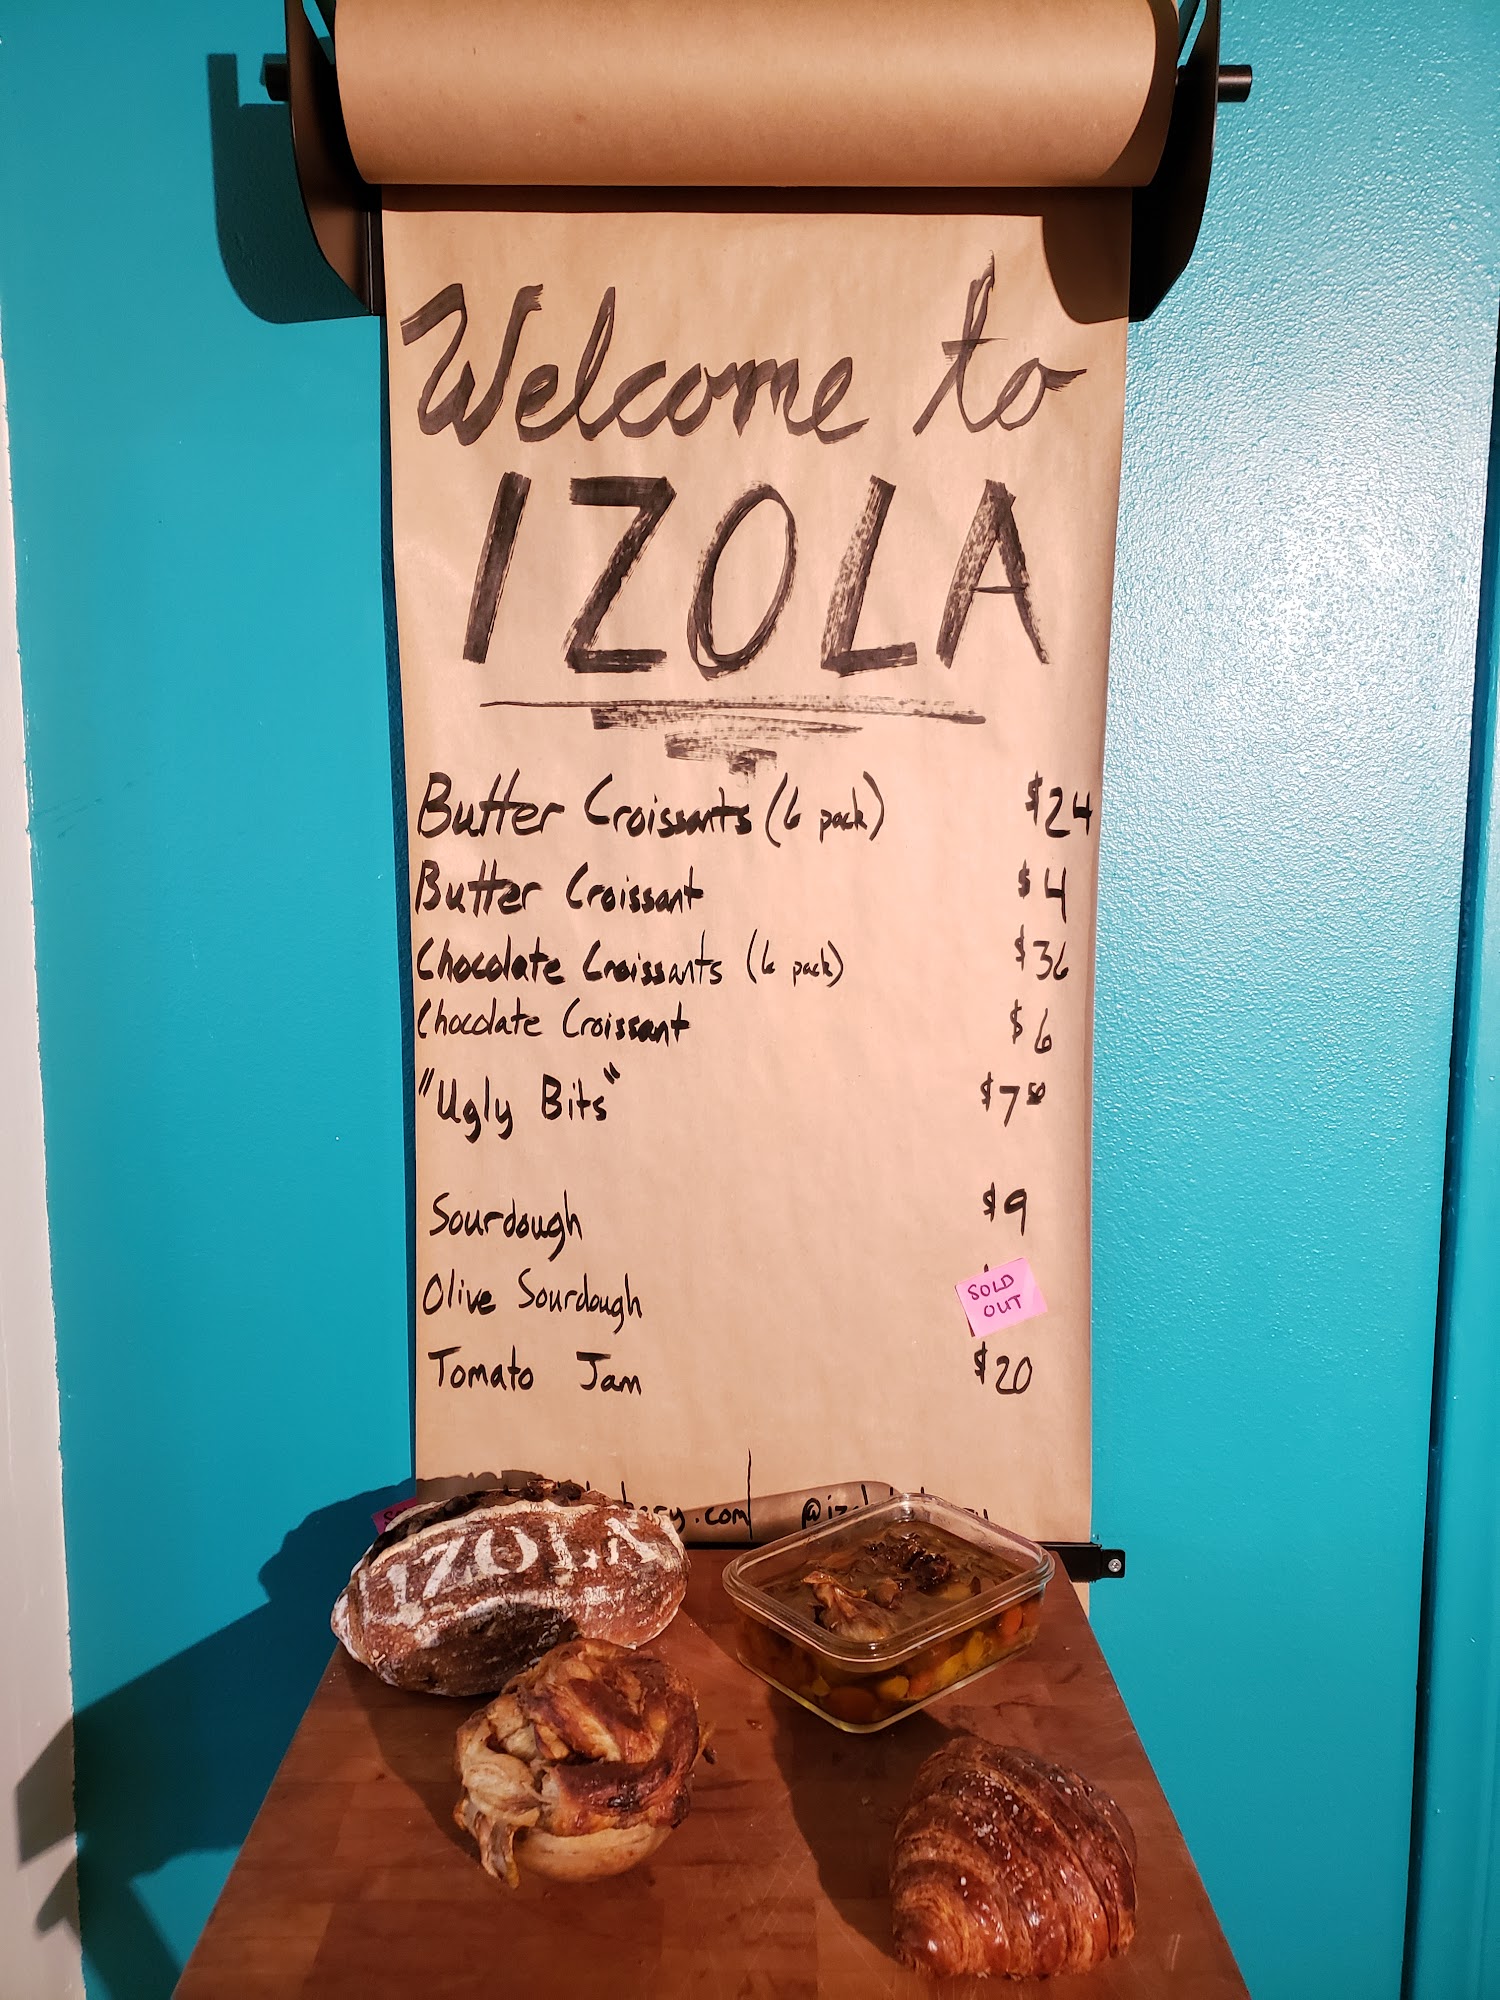 Welcome to
IZOLA
Butter Croissants (6 pack) $24
Butter Croissant $4
Chocolate Croissants (6 pack) $36
Chocolate Croissant $6
"Ugly Bits" $7.50
Sourdough $9
Olive Sourdough SOLD OUT
Tomato Jam $20
.com
IZOLA